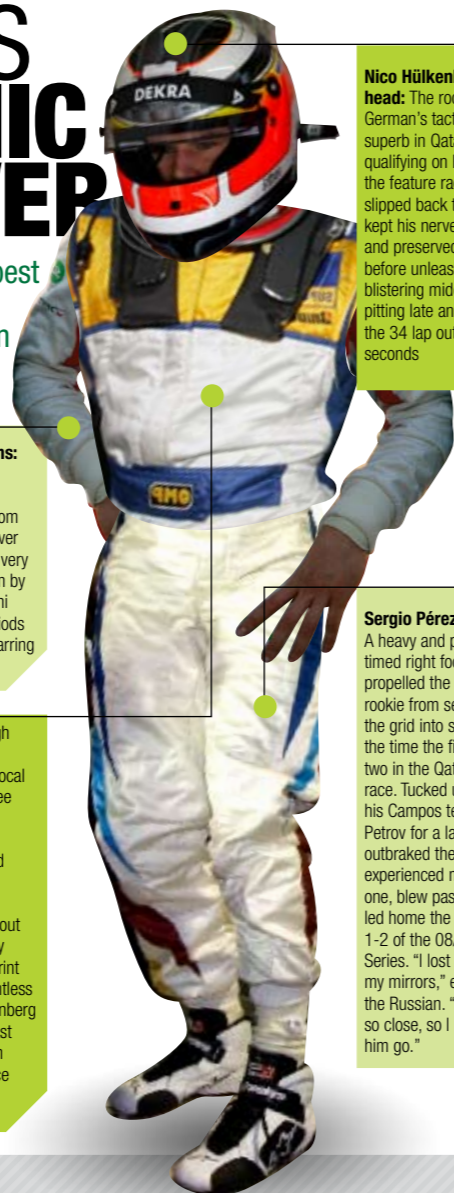 S
ER
best
n
DEKRA
OMP
Nico Hülken
head: The roo
German's tact
superb in Qata
qualifying on l
the feature ra
slipped back t
kept his nerve
and preserved
before unleas
blistering mid
pitting late an
the 34 lap out
seconds
ns:
om
ver
very
n by
ni
iods
arring
gh
ocal
ee
d
out
y
rint
tless
nberg
st
n
ce
Sergio Pérez
A heavy and p
timed right foo
propelled the
rookie from se
the grid into s
the time the fi
two in the Qat
race. Tucked u
his Campos te
Petrov for a la
outbraked the
experienced m
one, blew pas
led home the
1-2 of the 08/
Series. "I lost
my mirrors," e
the Russian. "
so close, so I
him go."